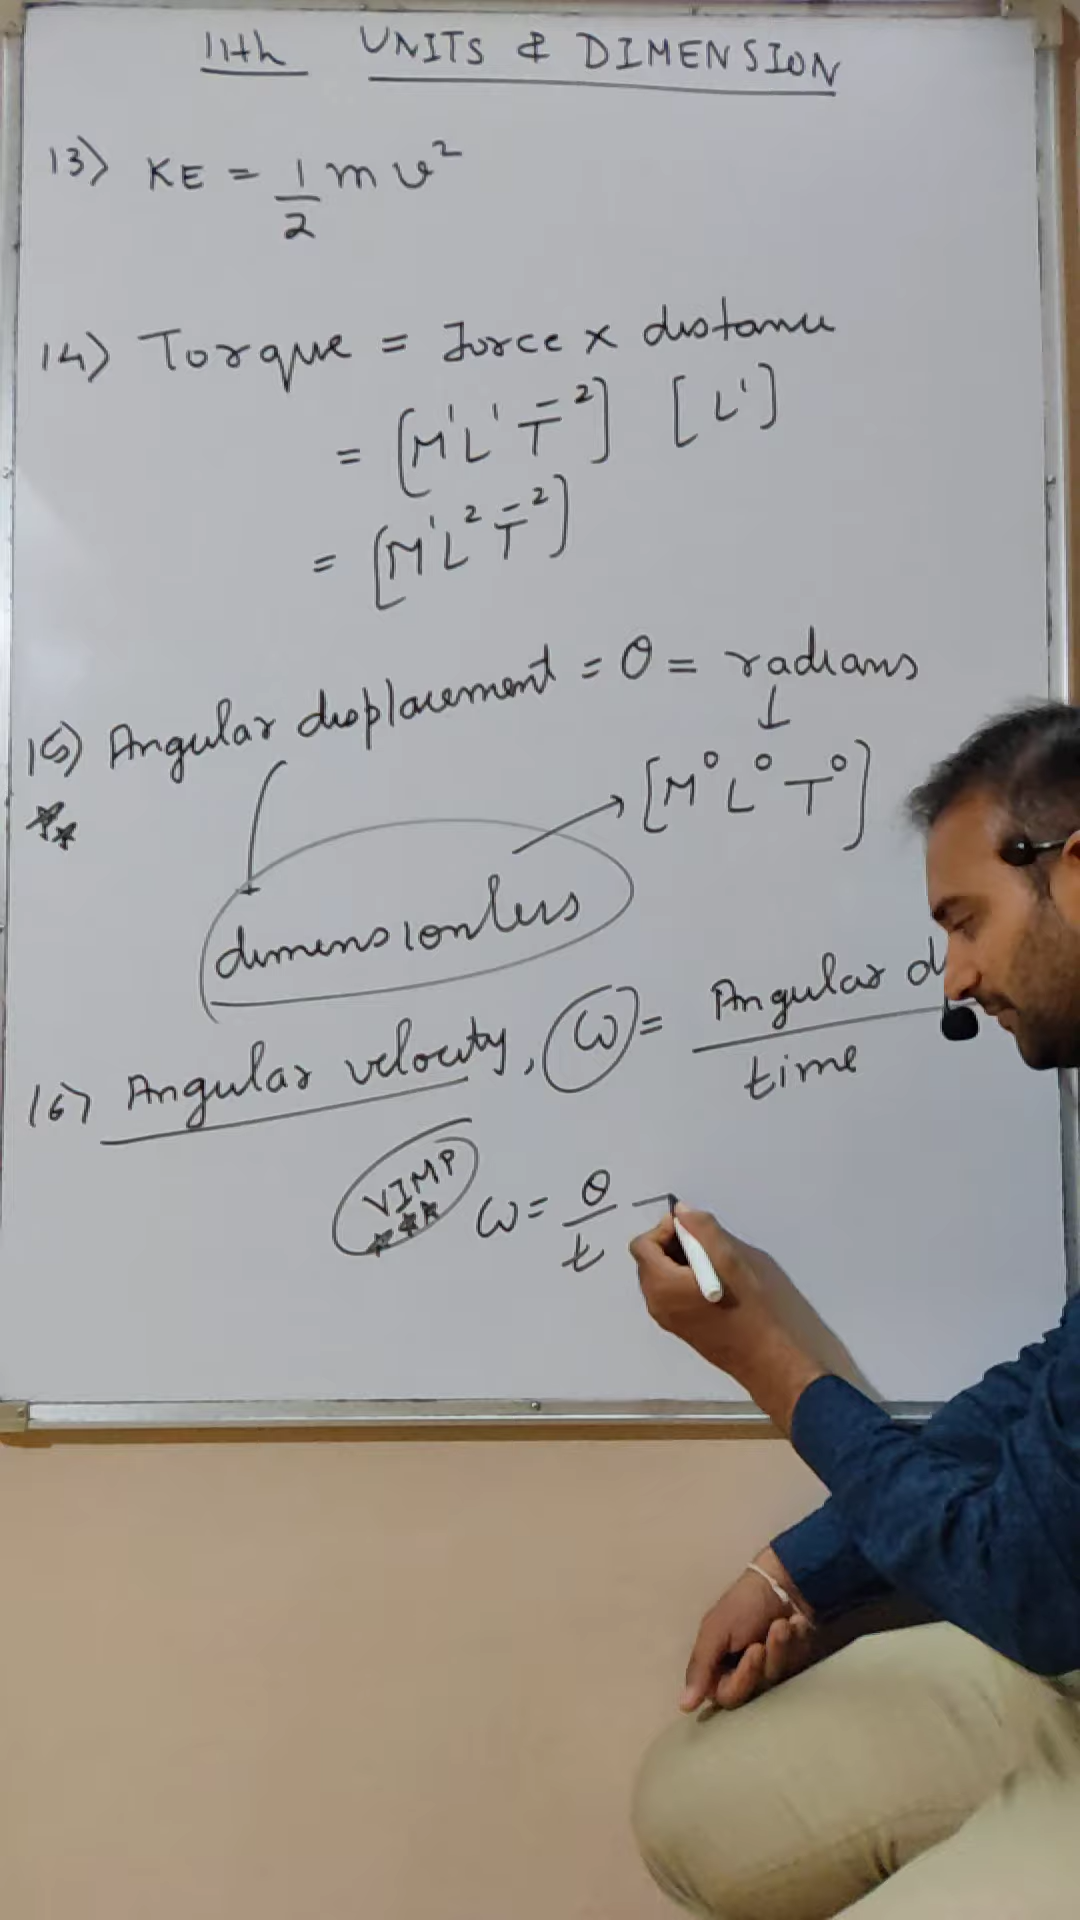 11th UNITS & DIMENSION
13) KE = 1/2 m v²
14) Torque = Force × distance
= [M¹L¹T⁻²] [L¹]
= [M¹L²T⁻²]
15) Angular displacement = θ = radians
↓
[M⁰L⁰T⁰]
dimensionless
16) Angular velocity, ω = Angular d
time
VIMP
ω = θ/t